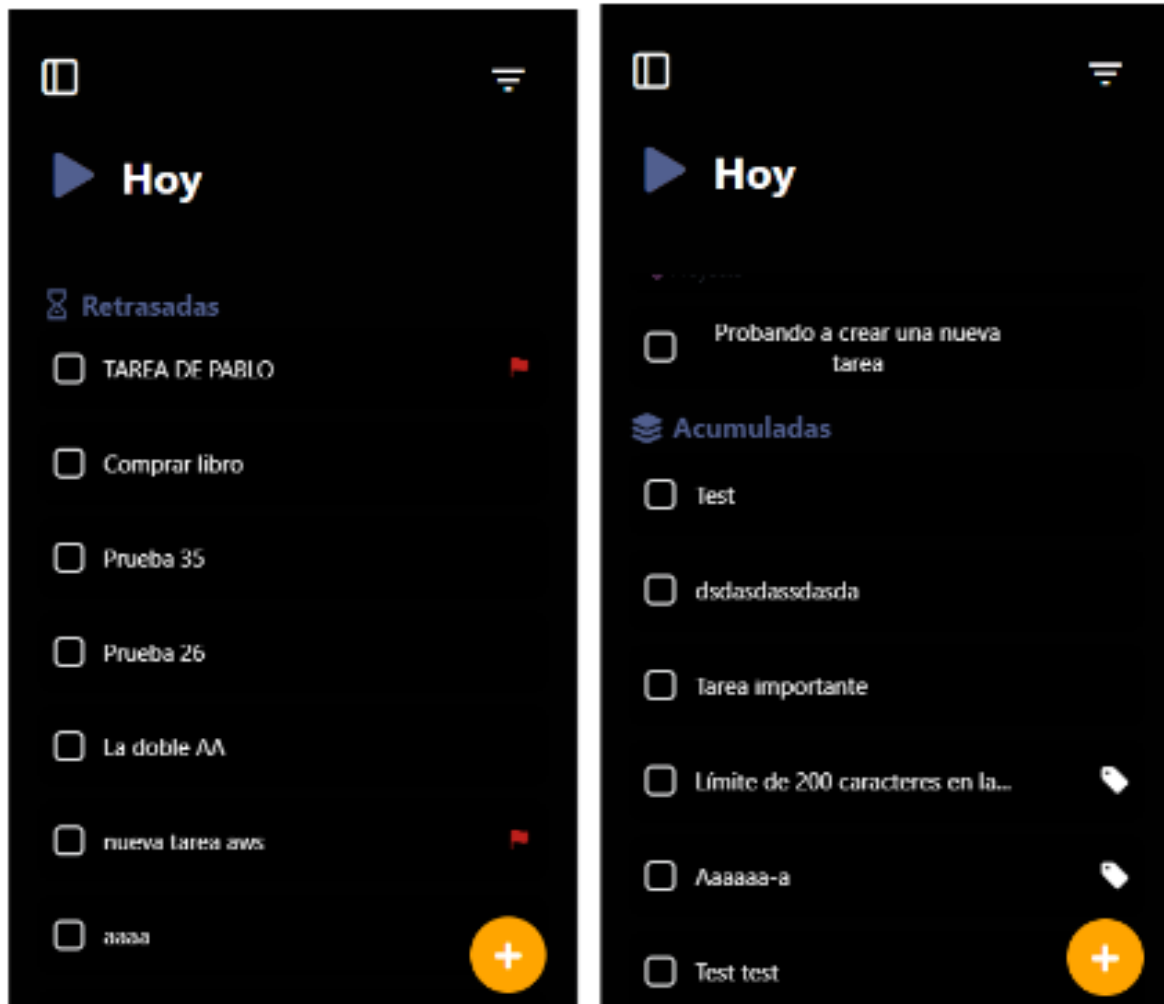 Hoy
Retrasadas
TAREA DE PABLO
Comprar libro
Prueba 35
Prueba 26
La doble AA
nueva tarea aws
aaaa
Hoy
Probando a crear una nueva
tarea
Acumuladas
Test
dsdasdassdasda
Tarea importante
Límite de 200 caracteres en la...
Aaaaaa-a
Test test